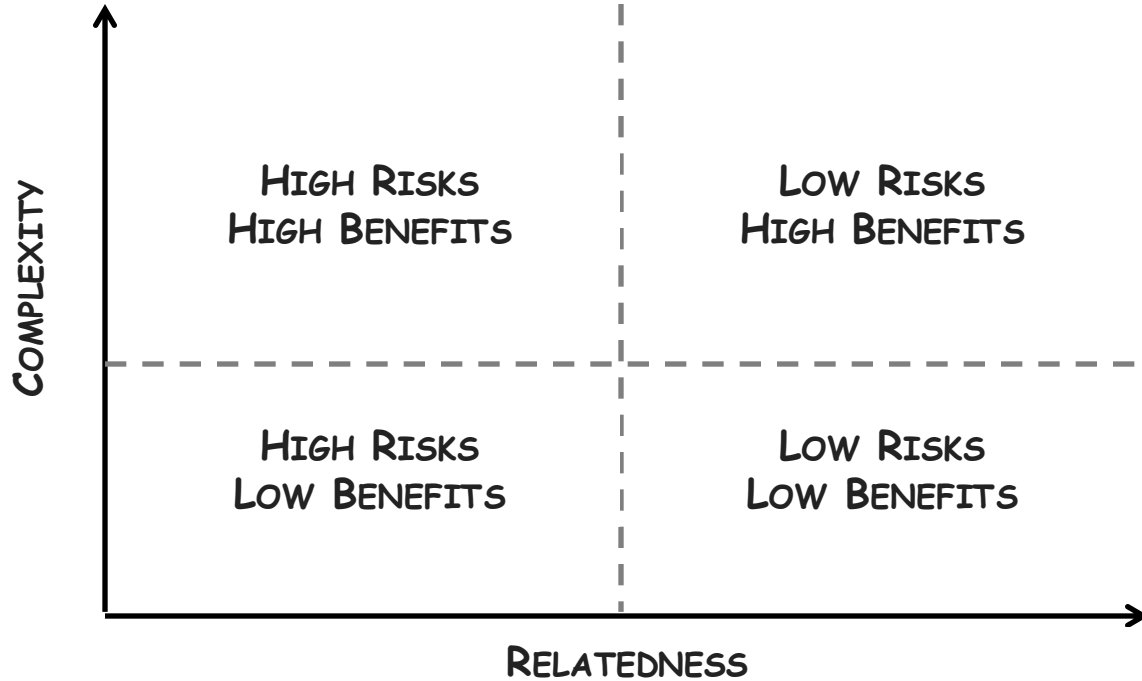 HIGH RISKS
HIGH BENEFITS
LOW RISKS
HIGH BENEFITS
COMPLEXITY
HIGH RISKS
LOW BENEFITS
LOW RISKS
LOW BENEFITS
RELATEDNESS